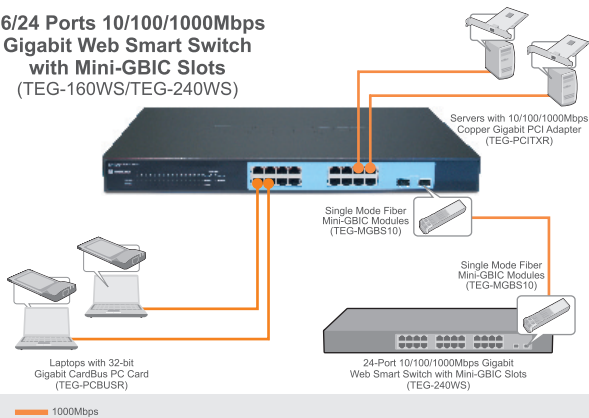 6/24 Ports 10/100/1000Mbps
Gigabit Web Smart Switch
with Mini-GBIC Slots
(TEG-160WS/TEG-240WS)
Servers with 10/100/1000Mbps
Copper Gigabit PCI Adapter
(TEG-PCITXR)
Single Mode Fiber
Mini-GBIC Modules
(TEG-MGBS10)
Single Mode Fiber
Mini-GBIC Modules
(TEG-MGBS10)
Laptops with 32-bit
Gigabit CardBus PC Card
(TEG-PCBUSR)
24-Port 10/100/1000Mbps Gigabit
Web Smart Switch with Mini-GBIC Slots
(TEG-240WS)
1000Mbps